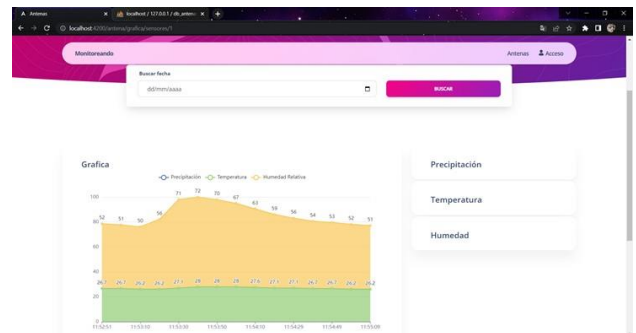 Antenas
localhost / 127.0.0.1 / db_antena
localhost:4200/antena/grafica/sensores/1
Monitoreando
Antenas
Acceso
Buscar fecha
dd/mm/aaaa
BUSCAR
Grafica
Precipitación
Temperatura
Humedad Relativa
100
80
60
40
20
0
52 51 50 56 71 72 70 67 63 59 56 54 53 52 51
26.7 26.7 26.2 26.2 27.1 28 28 28 27.6 27.1 27.1 26.7 26.7 26.2 26.2
11:52:51 11:53:10 11:53:30 11:53:50 11:54:10 11:54:29 11:54:49 11:55:09
Precipitación
Temperatura
Humedad